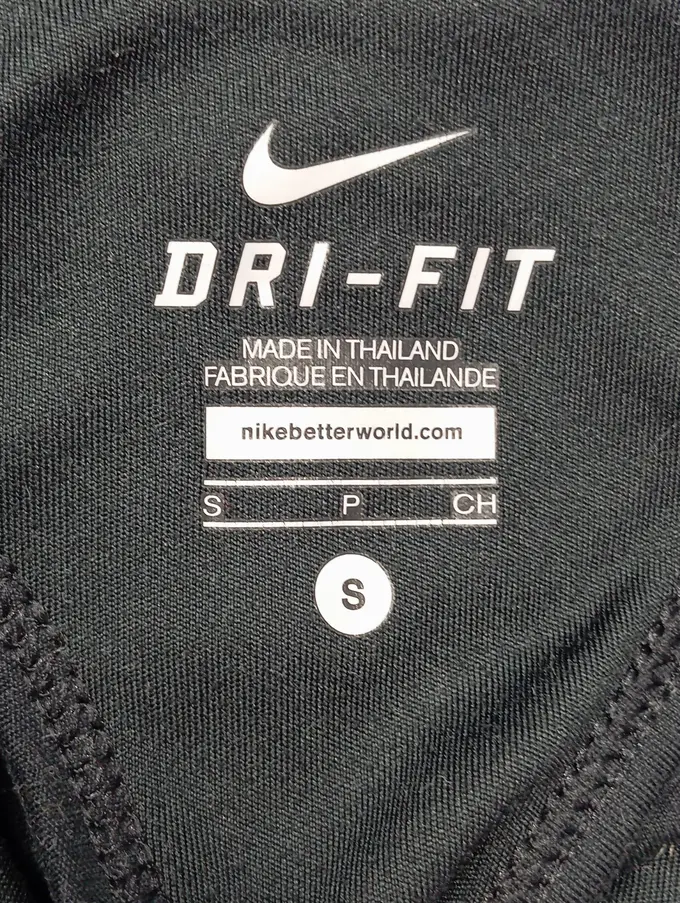 DRI-FIT
MADE IN THAILAND
FABRIQUE EN THAILANDE
nikebetterworld.com
S P CH
S